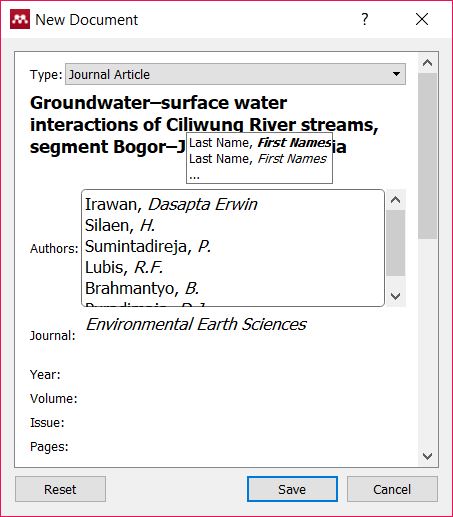 New Document
?
Type: Journal Article
Groundwater–surface water
interactions of Ciliwung River streams,
segment Bogor–J
ia
Last Name, First Names
Last Name, First Names
...
Authors:
Irawan, Dasapta Erwin
Silaen, H.
Sumintadireja, P.
Lubis, R.F.
Brahmantyo, B.
Journal: Environmental Earth Sciences
Year:
Volume:
Issue:
Pages:
Reset
Save
Cancel